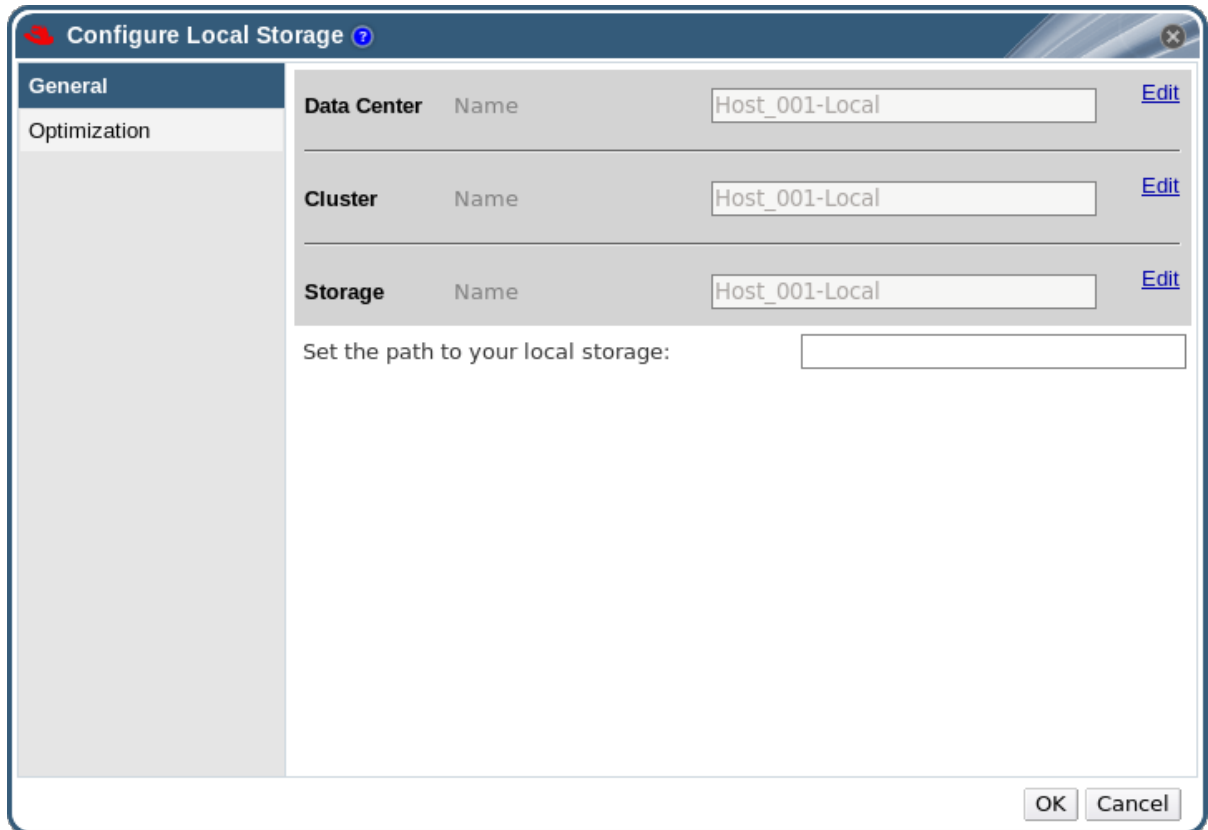 Configure Local Storage ?
General
Optimization
Data Center Name Host_001-Local Edit
Cluster Name Host_001-Local Edit
Storage Name Host_001-Local Edit
Set the path to your local storage:
OK Cancel